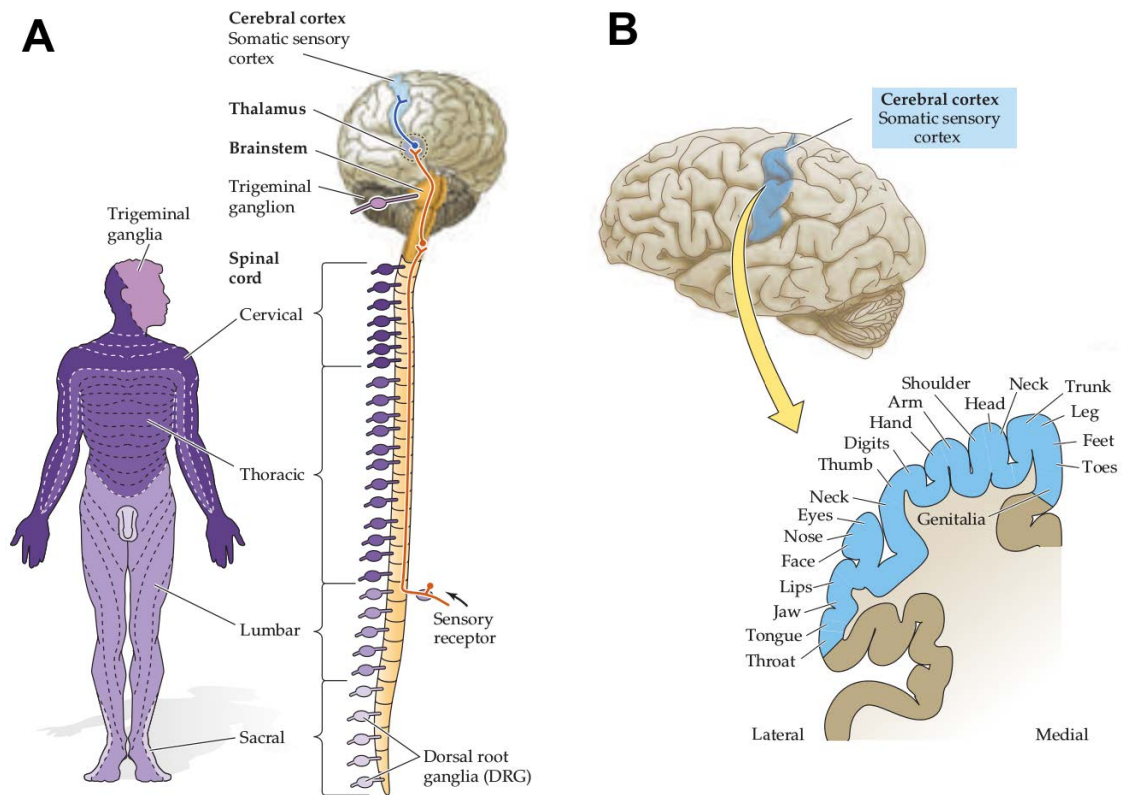 A
Cerebral cortex
Somatic sensory
cortex
Thalamus
Brainstem
Trigeminal
ganglion
Trigeminal
ganglia
Spinal
cord
Cervical
Thoracic
Lumbar
Sacral
Sensory
receptor
Dorsal root
ganglia (DRG)
B
Cerebral cortex
Somatic sensory
cortex
Shoulder
Neck
Trunk
Arm
Head
Leg
Hand
Feet
Digits
Toes
Thumb
Neck
Genitalia
Eyes
Nose
Face
Lips
Jaw
Tongue
Throat
Lateral
Medial